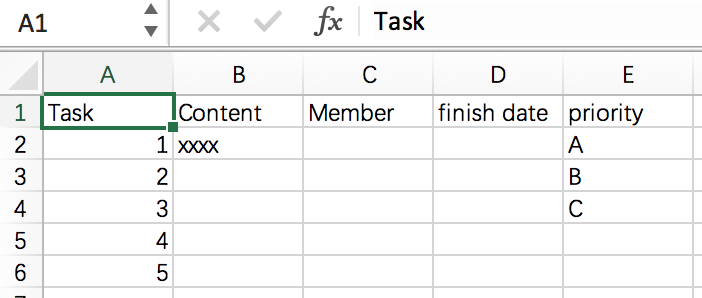 A1 fx Task
A B C D E
1 Task Content Member finish date priority
2 1 xxxx A
3 2 B
4 3 C
5 4
6 5